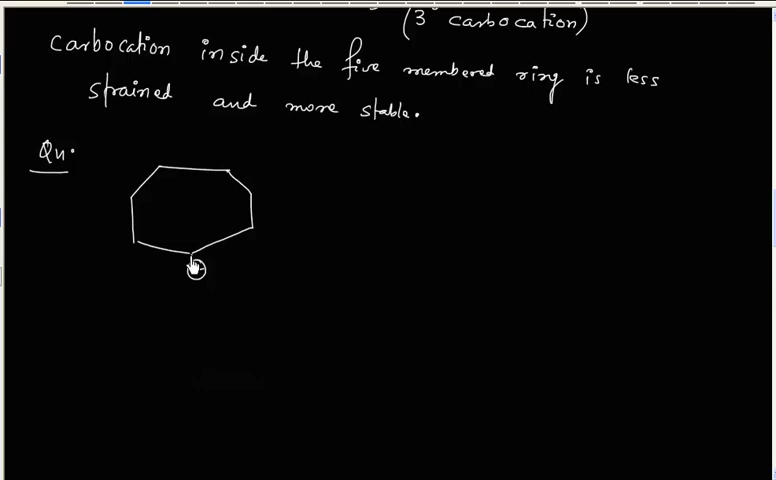 (3° carbocation)
Carbocation inside the five membered ring is less
strained and more stable.
Qu.